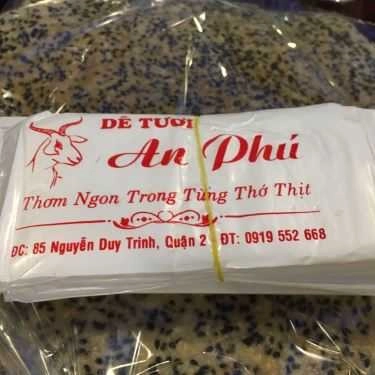 DÊ TƯƠI
An Phú
Thơm Ngon Trong Từng Thớ Thịt
ĐC: 85 Nguyễn Duy Trinh, Quận 2 - ĐT: 0919 552 668